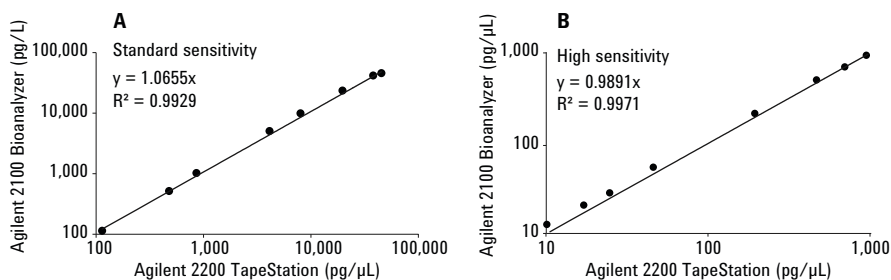 A
Agilent 2100 Bioanalyzer (pg/L)
100,000
10,000
1,000
100
Standard sensitivity
y = 1.0655x
R² = 0.9929
100
1,000
10,000
100,000
Agilent 2200 TapeStation (pg/µL)
B
Agilent 2100 Bioanalyzer (pg/µL)
1,000
100
10
High sensitivity
y = 0.9891x
R² = 0.9971
10
100
1,000
Agilent 2200 TapeStation (pg/µL)